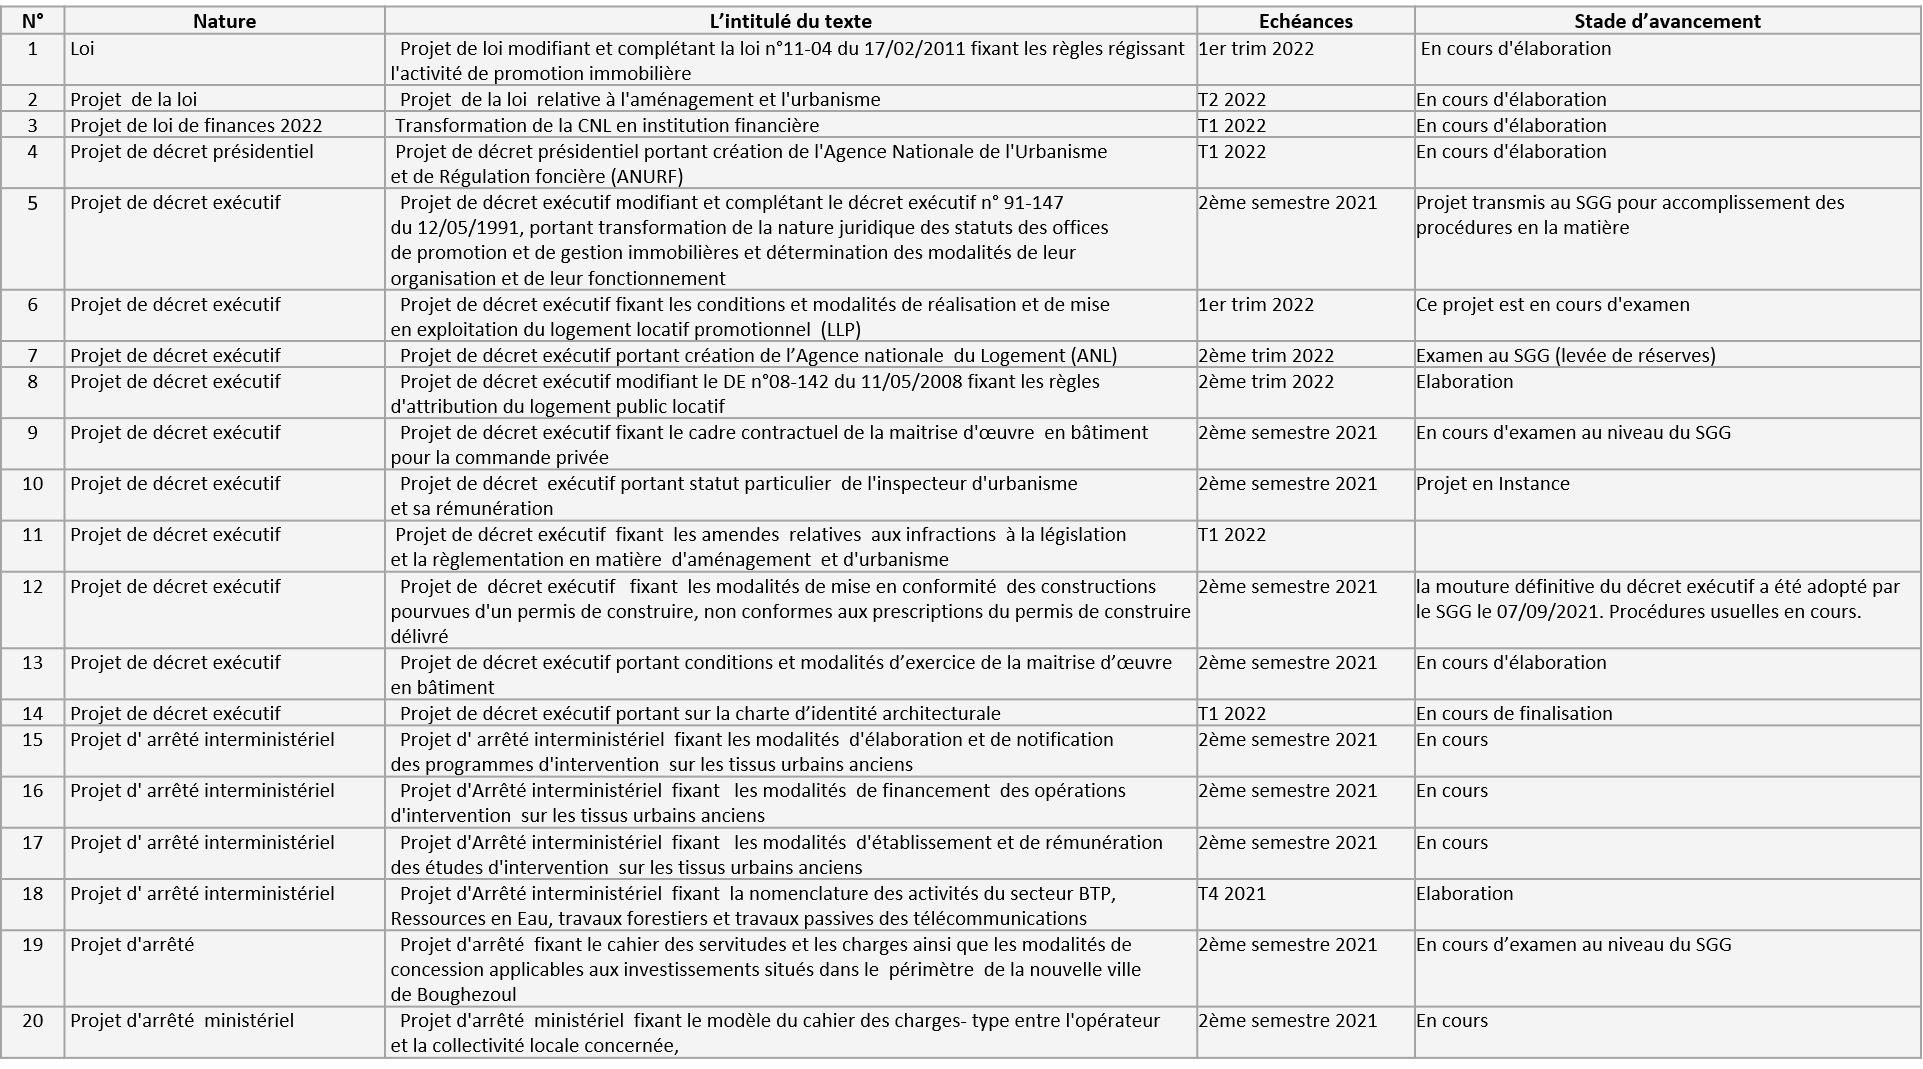 N° Nature L’intitulé du texte Echéances Stade d’avancement
1 Loi Projet de loi modifiant et complétant la loi n°11-04 du 17/02/2011 fixant les règles régissant 1er trim 2022 En cours d'élaboration
l'activité de promotion immobilière
2 Projet de la loi Projet de la loi relative à l'aménagement et l'urbanisme T2 2022 En cours d'élaboration
3 Projet de loi de finances 2022 Transformation de la CNL en institution financière T1 2022 En cours d'élaboration
4 Projet de décret présidentiel Projet de décret présidentiel portant création de l'Agence Nationale de l'Urbanisme T1 2022 En cours d'élaboration
et de Régulation foncière (ANURF)
5 Projet de décret exécutif Projet de décret exécutif modifiant et complétant le décret exécutif n° 91-147 2ème semestre 2021 Projet transmis au SGG pour accomplissement des
du 12/05/1991, portant transformation de la nature juridique des statuts des offices procédures en la matière
de promotion et de gestion immobilières et détermination des modalités de leur
organisation et de leur fonctionnement
6 Projet de décret exécutif Projet de décret exécutif fixant les conditions et modalités de réalisation et de mise 1er trim 2022 Ce projet est en cours d'examen
en exploitation du logement locatif promotionnel (LLP)
7 Projet de décret exécutif Projet de décret exécutif portant création de l’Agence nationale du Logement (ANL) 2ème trim 2022 Examen au SGG (levée de réserves)
8 Projet de décret exécutif Projet de décret exécutif modifiant le DE n°08-142 du 11/05/2008 fixant les règles 2ème trim 2022 Elaboration
d'attribution du logement public locatif
9 Projet de décret exécutif Projet de décret exécutif fixant le cadre contractuel de la maitrise d'œuvre en bâtiment 2ème semestre 2021 En cours d'examen au niveau du SGG
pour la commande privée
10 Projet de décret exécutif Projet de décret exécutif portant statut particulier de l'inspecteur d'urbanisme 2ème semestre 2021 Projet en Instance
et sa rémunération
11 Projet de décret exécutif Projet de décret exécutif fixant les amendes relatives aux infractions à la législation T1 2022
et la règlementation en matière d'aménagement et d'urbanisme
12 Projet de décret exécutif Projet de décret exécutif fixant les modalités de mise en conformité des constructions 2ème semestre 2021 la mouture définitive du décret exécutif a été adopté par
pourvues d'un permis de construire, non conformes aux prescriptions du permis de construire le SGG le 07/09/2021. Procédures usuelles en cours.
délivré
13 Projet de décret exécutif Projet de décret exécutif portant conditions et modalités d’exercice de la maitrise d’œuvre 2ème semestre 2021 En cours d'élaboration
en bâtiment
14 Projet de décret exécutif Projet de décret exécutif portant sur la charte d’identité architecturale T1 2022 En cours de finalisation
15 Projet d' arrêté interministériel Projet d' arrêté interministériel fixant les modalités d'élaboration et de notification 2ème semestre 2021 En cours
des programmes d'intervention sur les tissus urbains anciens
16 Projet d' arrêté interministériel Projet d'Arrêté interministériel fixant les modalités de financement des opérations 2ème semestre 2021 En cours
d'intervention sur les tissus urbains anciens
17 Projet d' arrêté interministériel Projet d'Arrêté interministériel fixant les modalités d'établissement et de rémunération 2ème semestre 2021 En cours
des études d'intervention sur les tissus urbains anciens
18 Projet d' arrêté interministériel Projet d'Arrêté interministériel fixant la nomenclature des activités du secteur BTP, T4 2021 Elaboration
Ressources en Eau, travaux forestiers et travaux passives des télécommunications
19 Projet d'arrêté Projet d'arrêté fixant le cahier des servitudes et les charges ainsi que les modalités de 2ème semestre 2021 En cours d’examen au niveau du SGG
concession applicables aux investissements situés dans le périmètre de la nouvelle ville
de Boughezoul
20 Projet d'arrêté ministériel Projet d'arrêté ministériel fixant le modèle du cahier des charges- type entre l'opérateur 2ème semestre 2021 En cours
et la collectivité locale concernée,